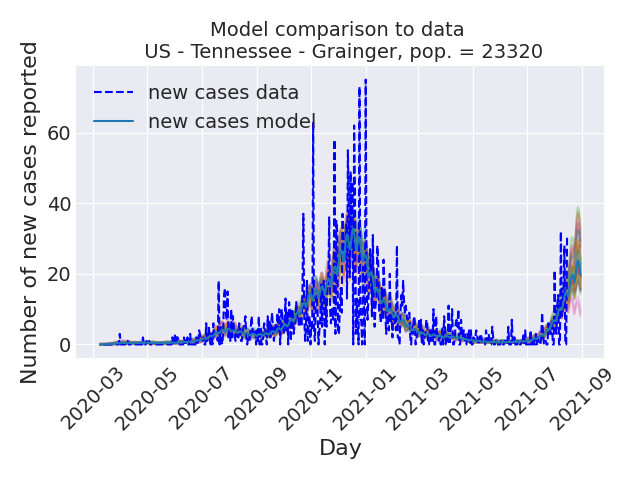 Model comparison to data
US - Tennessee - Grainger, pop. = 23320
Number of new cases reported
new cases data
new cases model
60
40
20
0
2020-03
2020-05
2020-07
2020-09
2020-11
2021-01
2021-03
2021-05
2021-07
2021-09
Day